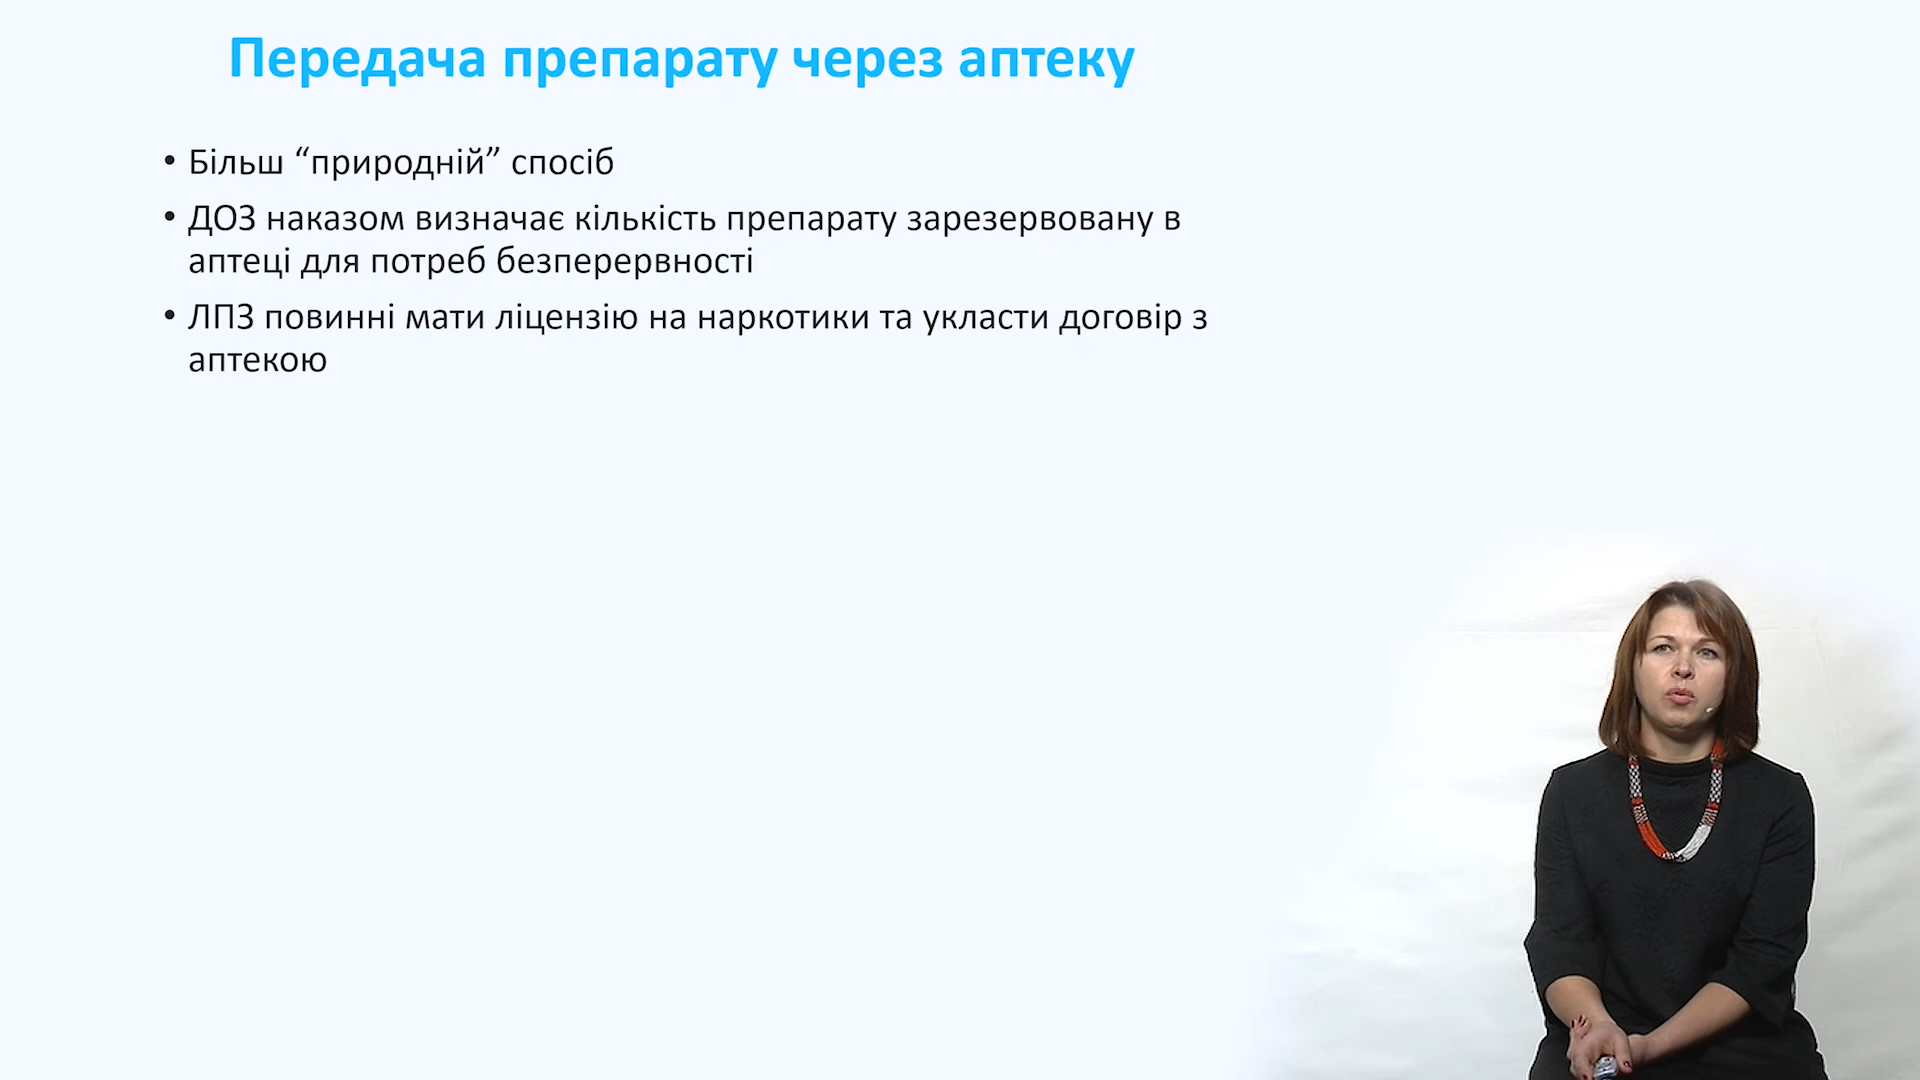 Передача препарату через аптеку
• Більш “природній” спосіб
• ДОЗ наказом визначає кількість препарату зарезервовану в
аптеці для потреб безперервності
• ЛПЗ повинні мати ліцензію на наркотики та укласти договір з
аптекою